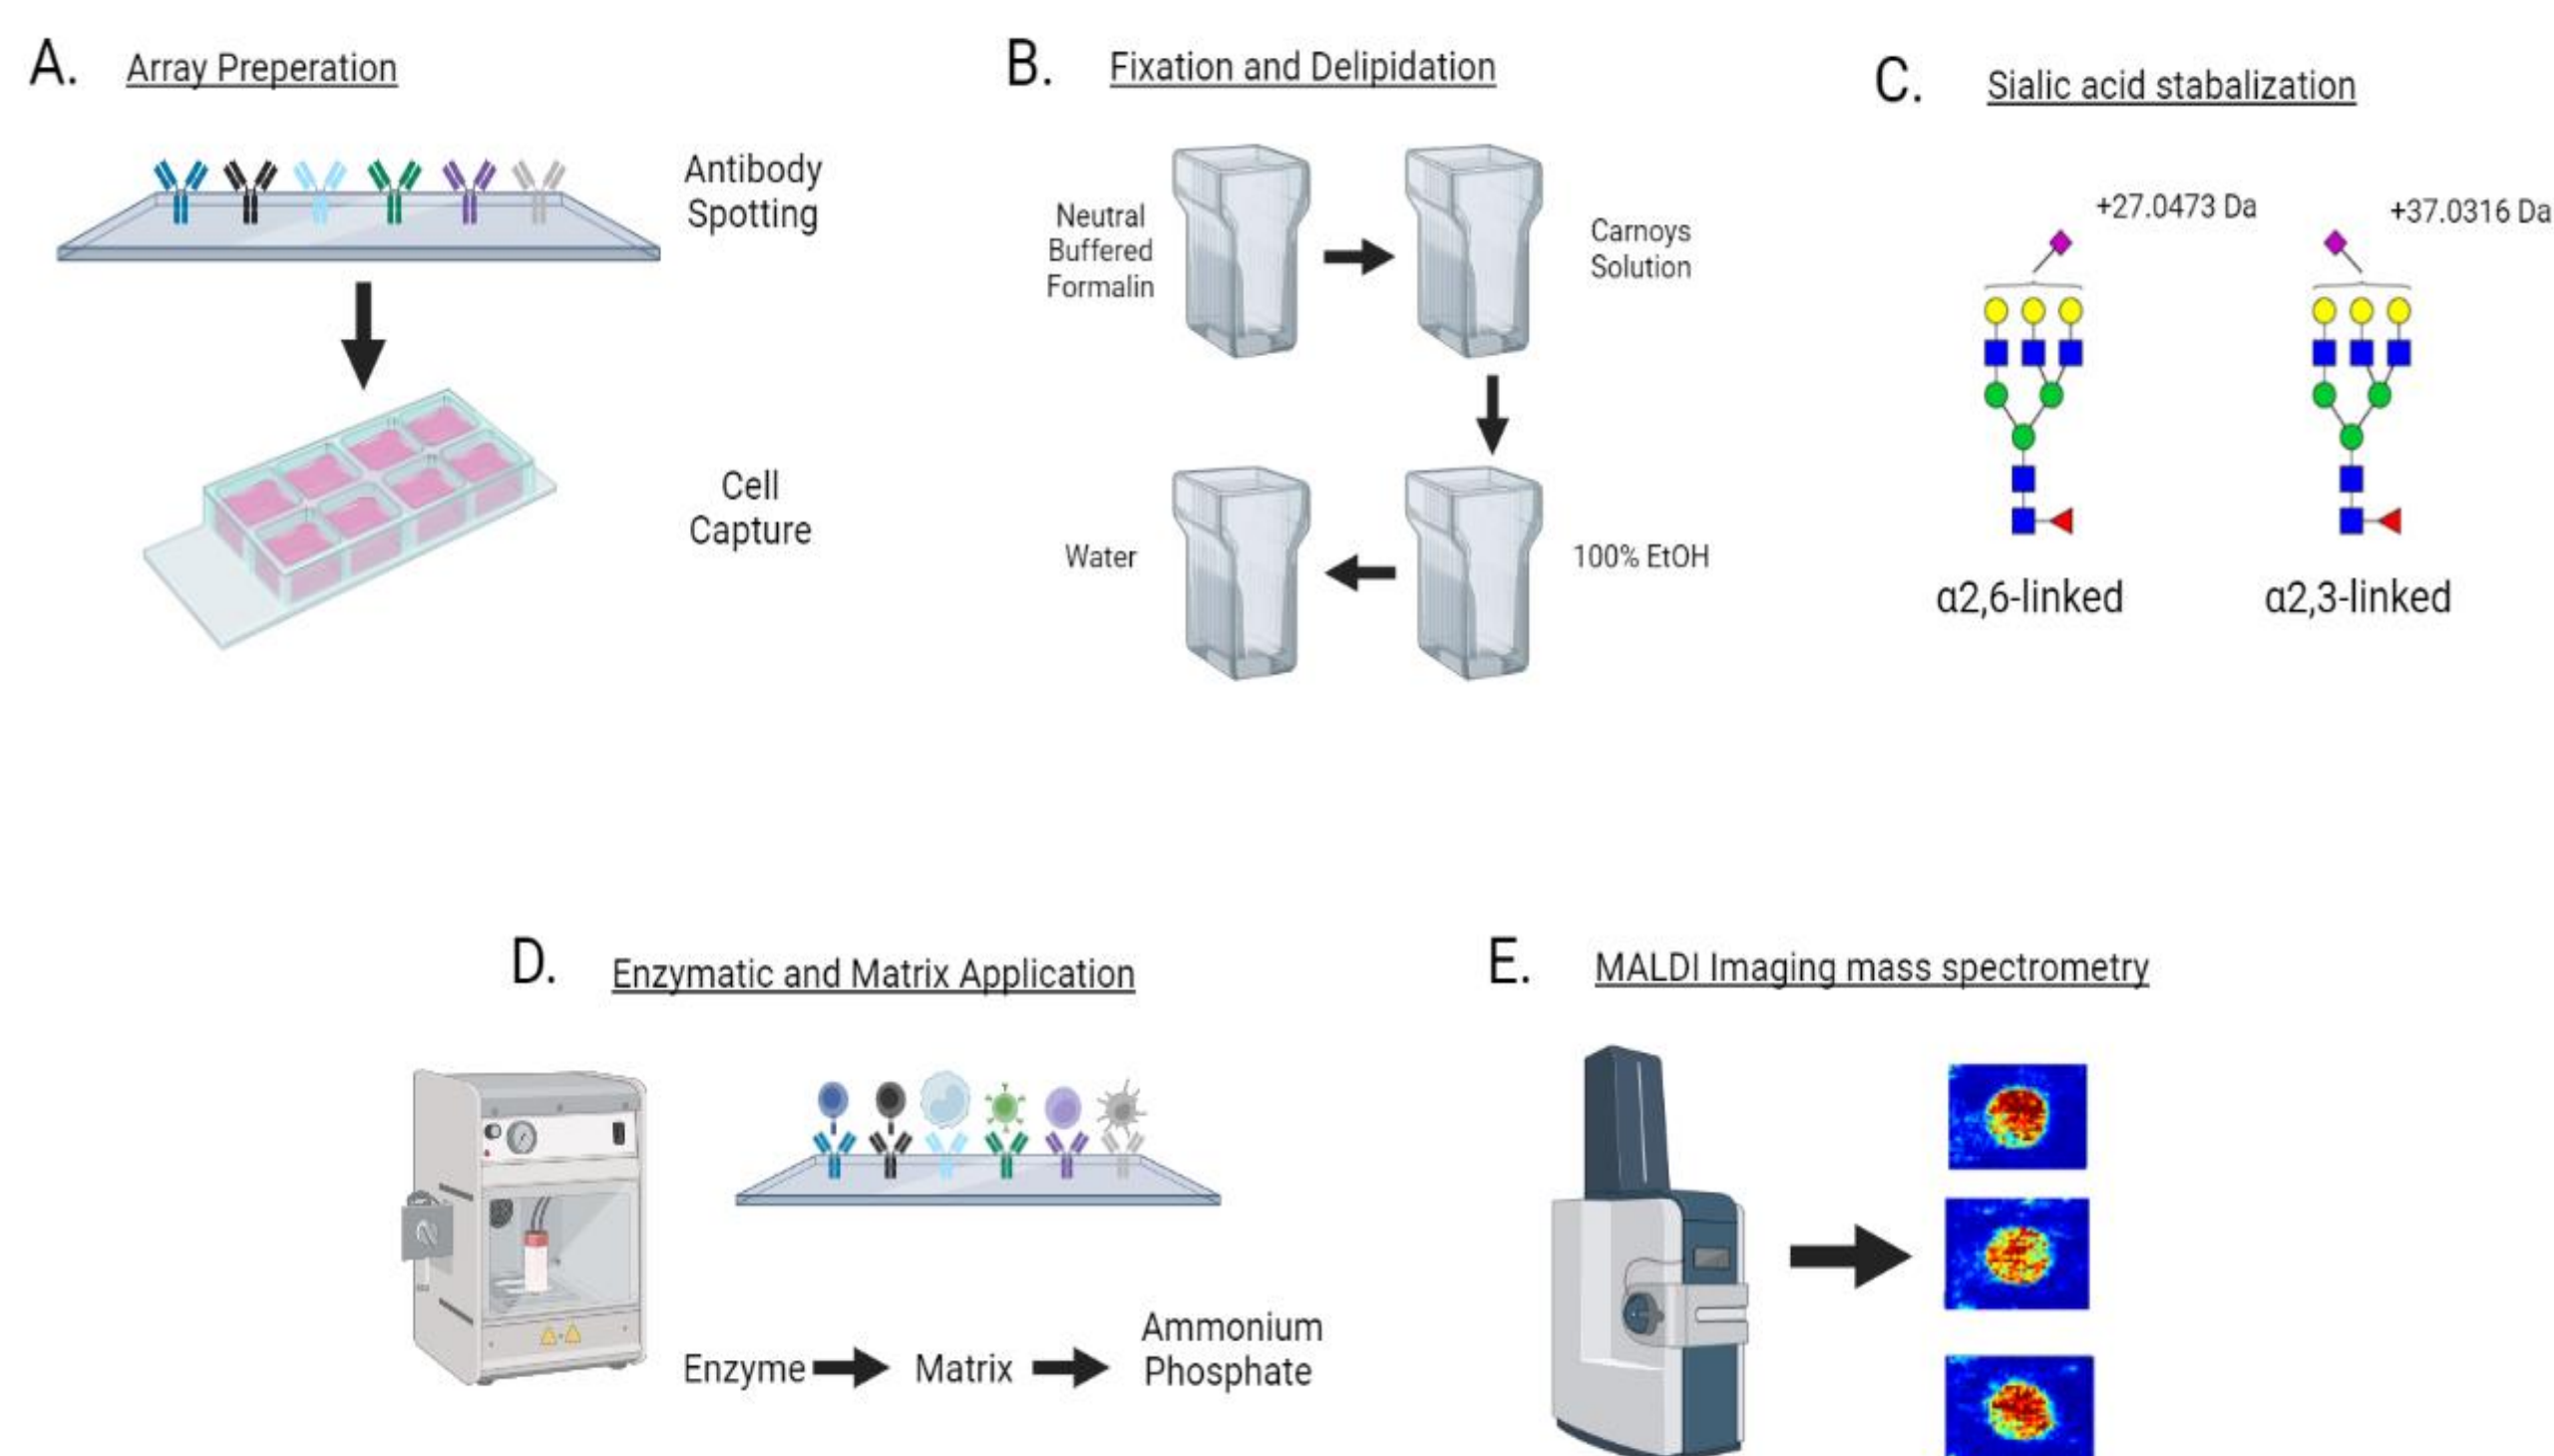 A.
Array Preperation
Antibody
Spotting
Cell
Capture
B.
Fixation and Delipidation
Neutral
Buffered
Formalin
Carnoys
Solution
Water
100% EtOH
C.
Sialic acid stabalization
+27.0473 Da
+37.0316 Da
α2,6-linked
α2,3-linked
D.
Enzymatic and Matrix Application
Enzyme
Matrix
Ammonium
Phosphate
E.
MALDI Imaging mass spectrometry